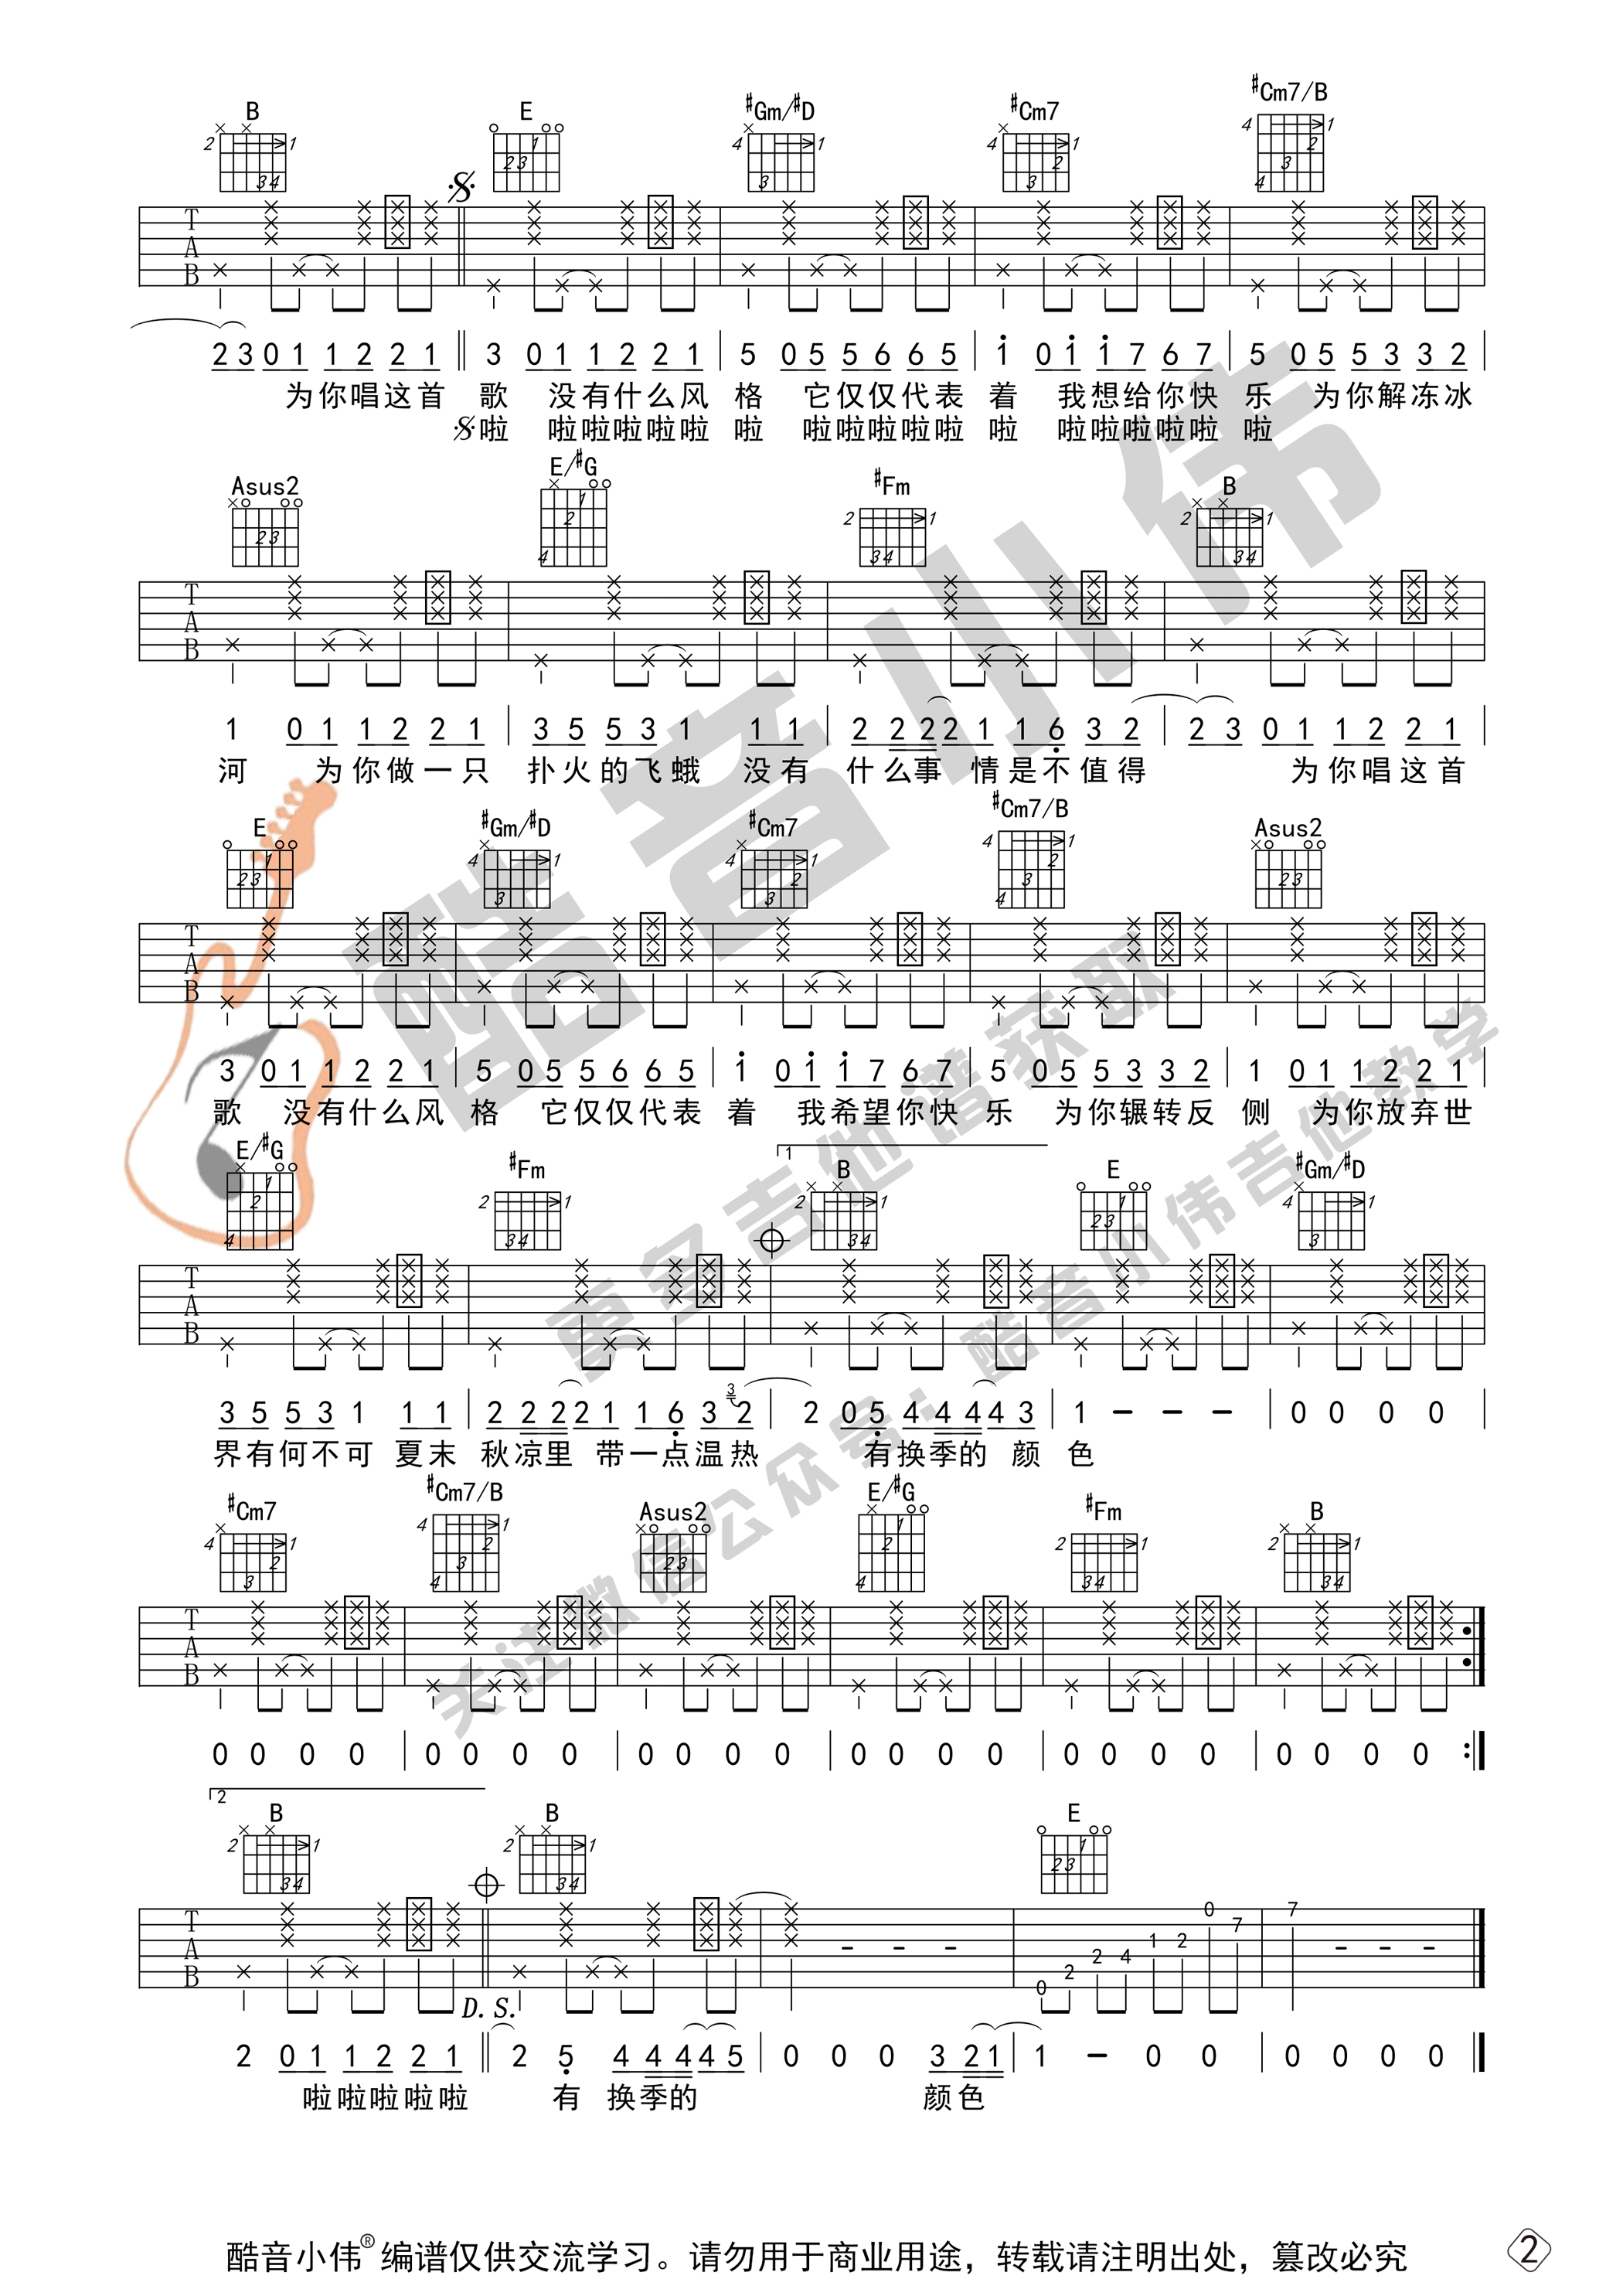 B E #Gm/#D #Cm7 #Cm7/B
2 3 0 1 1 2 2 1 3 0 1 1 2 2 1 5 0 5 5 6 6 5 1 0 1 1 7 6 7 5 0 5 5 3 3 2
为你唱这首 歌 没有什么风 格 它仅仅代表 着 我想给你快 乐 为你解冻冰
啦 啦啦啦啦啦 啦 啦啦啦啦啦 啦 啦啦啦啦啦 啦
Asus2 E/#G #Fm B
1 0 1 1 2 2 1 3 5 5 3 1 1 1 2 2 2 2 1 1 6 3 2 2 3 0 1 1 2 2 1
河 为你做一只 扑火的飞蛾 没有 什么事 情是不值得 为你唱这首
E #Gm/#D #Cm7 #Cm7/B Asus2
3 0 1 1 2 2 1 5 0 5 5 6 6 5 1 0 1 1 7 6 7 5 0 5 5 3 3 2 1 0 1 1 2 2 1
歌 没有什么风 格 它仅仅代表 着 我希望你快 乐 为你辗转反 侧 为你放弃世
E/#G #Fm 1 B E #Gm/#D
3 5 5 3 1 1 1 2 2 2 2 1 1 6 3 3 2 2 0 5 4 4 4 4 3 1 - - - 0 0 0 0
界有何不可 夏末 秋凉里 带一点温热 有换季的 颜 色
#Cm7 #Cm7/B Asus2 E/#G #Fm B
0 0 0 0 0 0 0 0 0 0 0 0 0 0 0 0 0 0 0 0 0 0 0 0
2 B B E
0 2 2 4 1 2 0 7 7 - - -
D. S.
2 0 1 1 2 2 1 2 5 4 4 4 4 5 0 0 0 3 2 1 1 - 0 0 0 0 0 0
啦啦啦啦啦 有 换季的 颜色
酷音小伟
更多吉他谱获取
关注微信公众号：酷音小伟吉他教学
酷音小伟® 编谱仅供交流学习。请勿用于商业用途，转载请注明出处，篡改必究
2